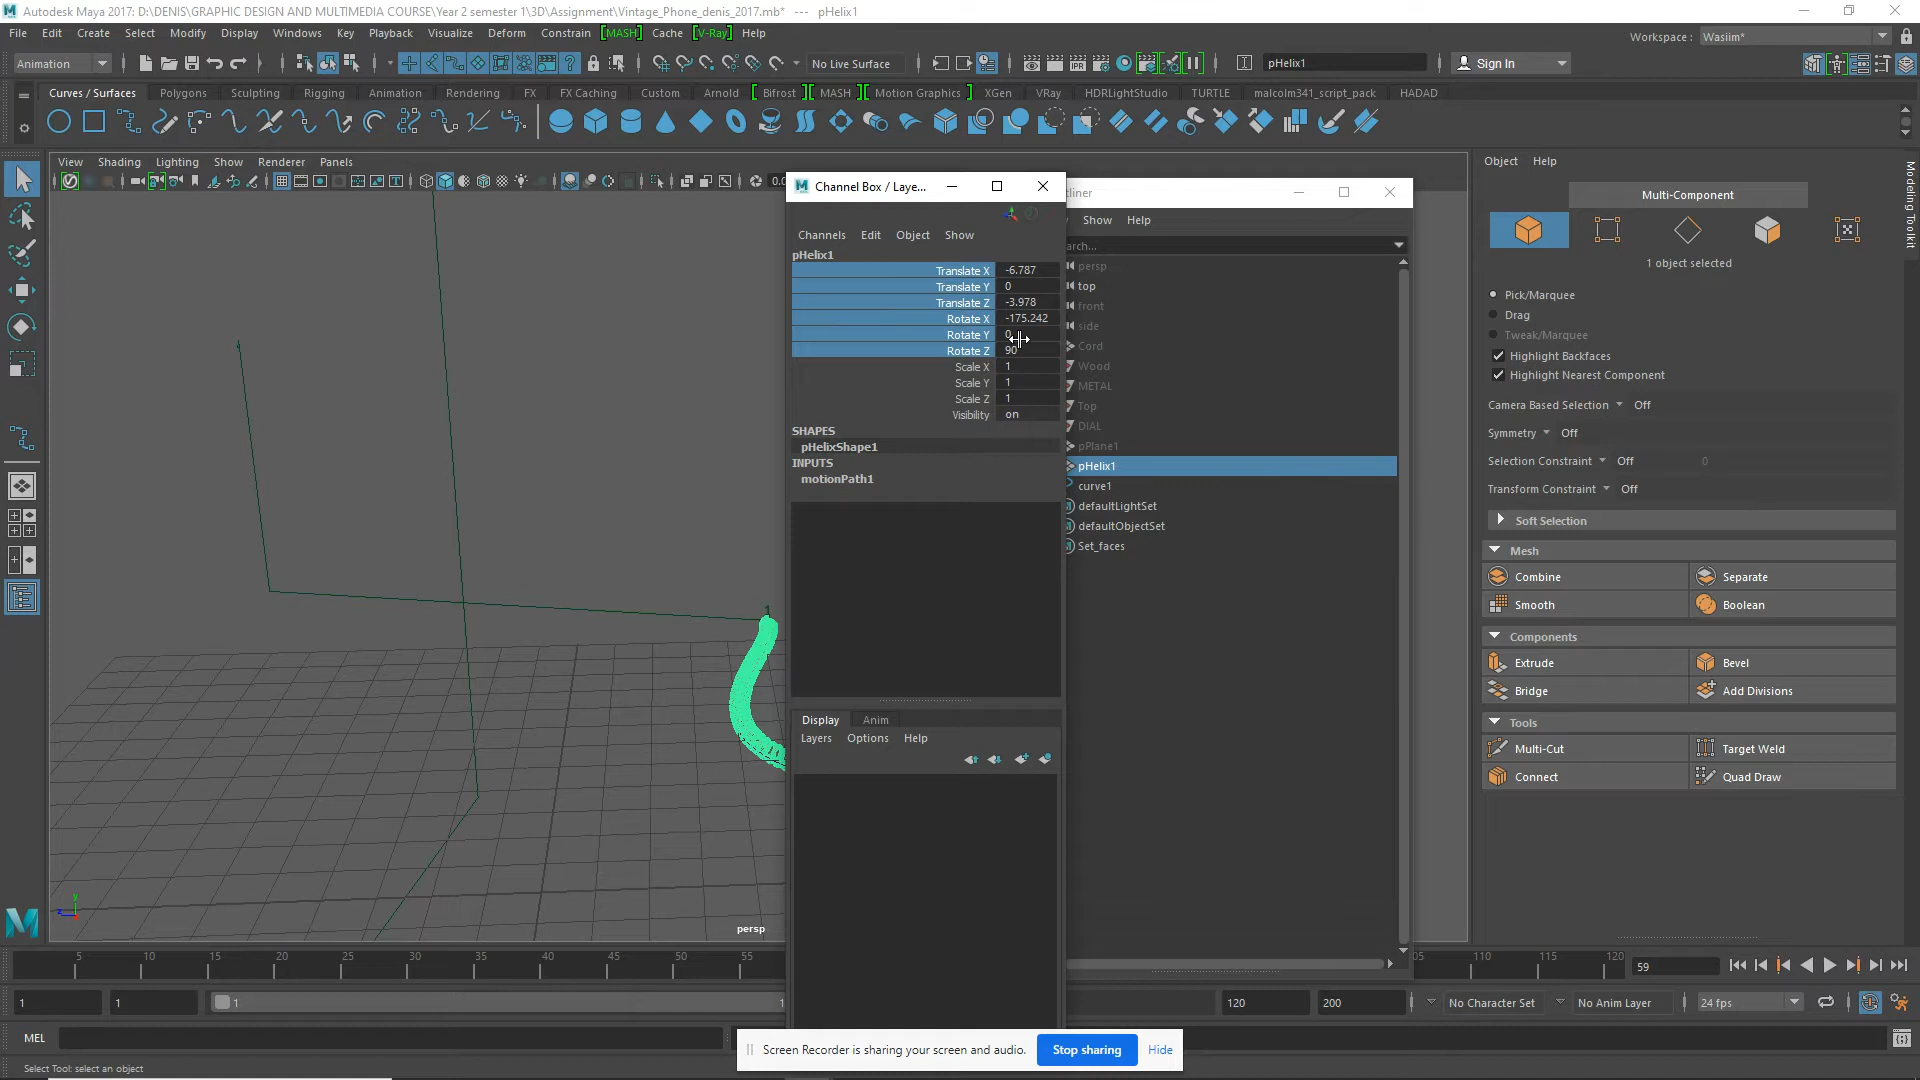 Autodesk Maya 2017: D:\DENIS\GRAPHIC DESIGN AND MULTIMEDIA COURSE\Year 2 semester 1\3D\Assignment\Vintage_Phone_denis_2017.mb* --- pHelix1
File Edit Create Select Modify Display Windows Key Playback Visualize Deform Constrain [MASH] Cache [V-Ray] Help
Workspace : Wasiim*
Animation
No Live Surface
pHelix1
Sign In
Curves / Surfaces Polygons Sculpting Rigging Animation Rendering FX FX Caching Custom Arnold [ Bifrost ] [ MASH ] [ Motion Graphics ] XGen VRay HDRLightStudio TURTLE malcolm341_script_pack HADAD
View Shading Lighting Show Renderer Panels
Channel Box / Laye...
Channels Edit Object Show
pHelix1
Translate X -6.787
Translate Y 0
Translate Z -3.978
Rotate X -175.242
Rotate Y 0
Rotate Z 90
Scale X 1
Scale Y 1
Scale Z 1
Visibility on
SHAPES
pHelixShape1
INPUTS
motionPath1
Display Anim
Layers Options Help
tliner
Show Help
arch...
persp
top
front
side
Cord
Wood
METAL
Top
DIAL
pPlane1
pHelix1
curve1
defaultLightSet
defaultObjectSet
Set_faces
Object Help
Modeling Toolkit
Multi-Component
1 object selected
Pick/Marquee
Drag
Tweak/Marquee
Highlight Backfaces
Highlight Nearest Component
Camera Based Selection Off
Symmetry Off
Selection Constraint Off 0
Transform Constraint Off
Soft Selection
Mesh
Combine Separate
Smooth Boolean
Components
Extrude Bevel
Bridge Add Divisions
Tools
Multi-Cut Target Weld
Connect Quad Draw
persp
5 10 15 20 25 30 35 40 45 50 55 05 110 115 120
59
1 1 1 120 200 No Character Set No Anim Layer 24 fps
MEL
Screen Recorder is sharing your screen and audio. Stop sharing Hide
Select Tool: select an object